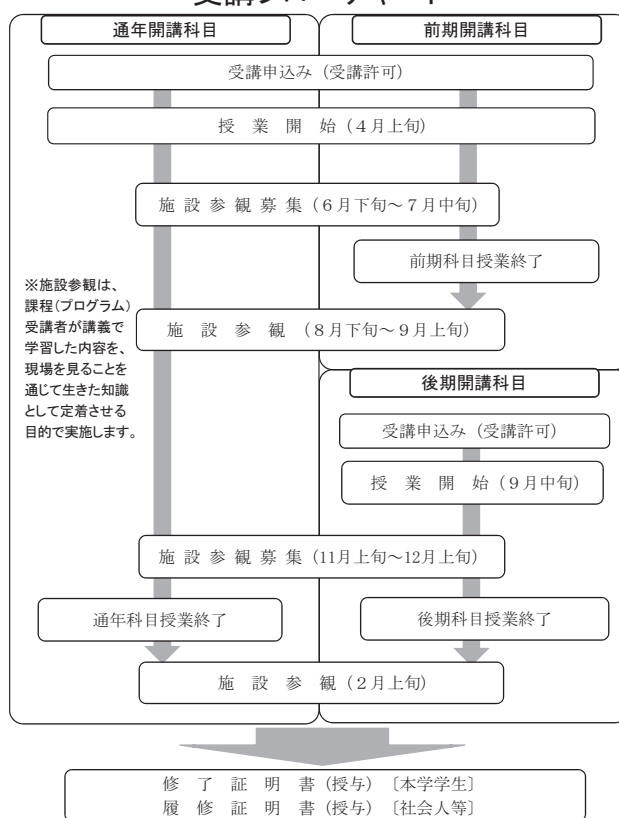 通年開講科目
前期開講科目
受講申込み (受講許可)
授業開始 (4月上旬)
施設参観募集 (6月下旬～7月中旬)
前期科目授業終了
※施設参観は、
課程(プログラム)
受講者が講義で
学習した内容を、
現場を見ることを
通じて生きた知識
として定着させる
目的で実施します。
施設参観 (8月下旬～9月上旬)
後期開講科目
受講申込み (受講許可)
授業開始 (9月中旬)
施設参観募集 (11月上旬～12月上旬)
通年科目授業終了
後期科目授業終了
施設参観 (2月上旬)
修了証明書 (授与) 〔本学学生〕
履修証明書 (授与) 〔社会人等〕